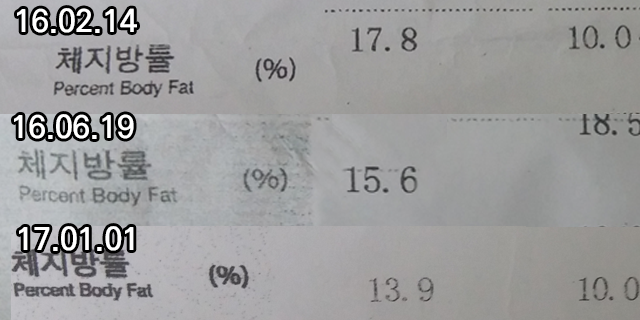 16.02.14
체지방률 (%) 17.8 10.0
Percent Body Fat
16.06.19
18.5
체지방률 (%) 15.6
Percent Body Fat
17.01.01
체지방률 (%) 13.9 10.0
Percent Body Fat